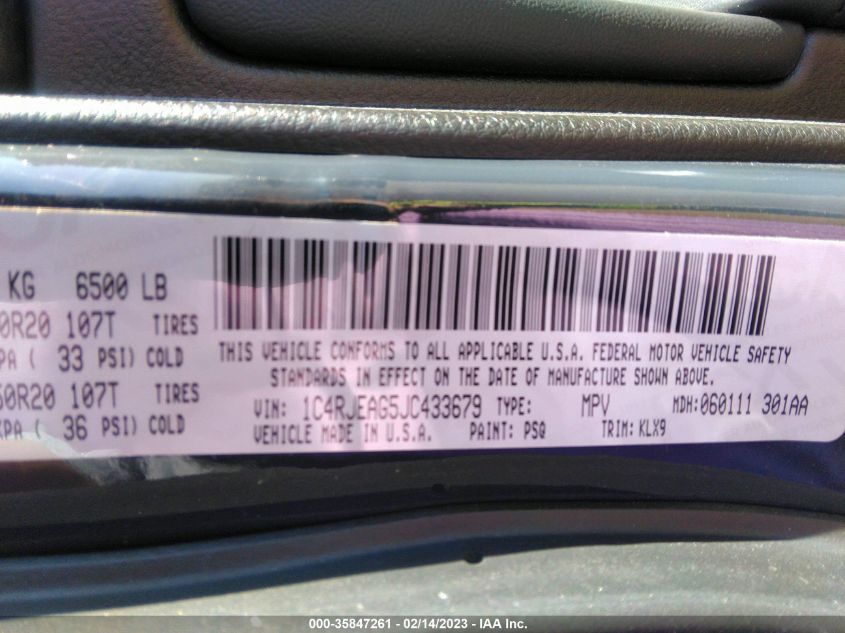 KG 6500 LB
0R20 107T TIRES
PA ( 33 PSI) COLD
50R20 107T TIRES
KPA ( 36 PSI) COLD
THIS VEHICLE CONFORMS TO ALL APPLICABLE U.S.A. FEDERAL MOTOR VEHICLE SAFETY
STANDARDS IN EFFECT ON THE DATE OF MANUFACTURE SHOWN ABOVE.
VIN: 1C4RJEAG5JC433679 TYPE: MPV MDH: 060111 301AA
VEHICLE MADE IN U.S.A. PAINT: PSQ TRIM: KLX9
000-35847261 - 02/14/2023 - IAA Inc.